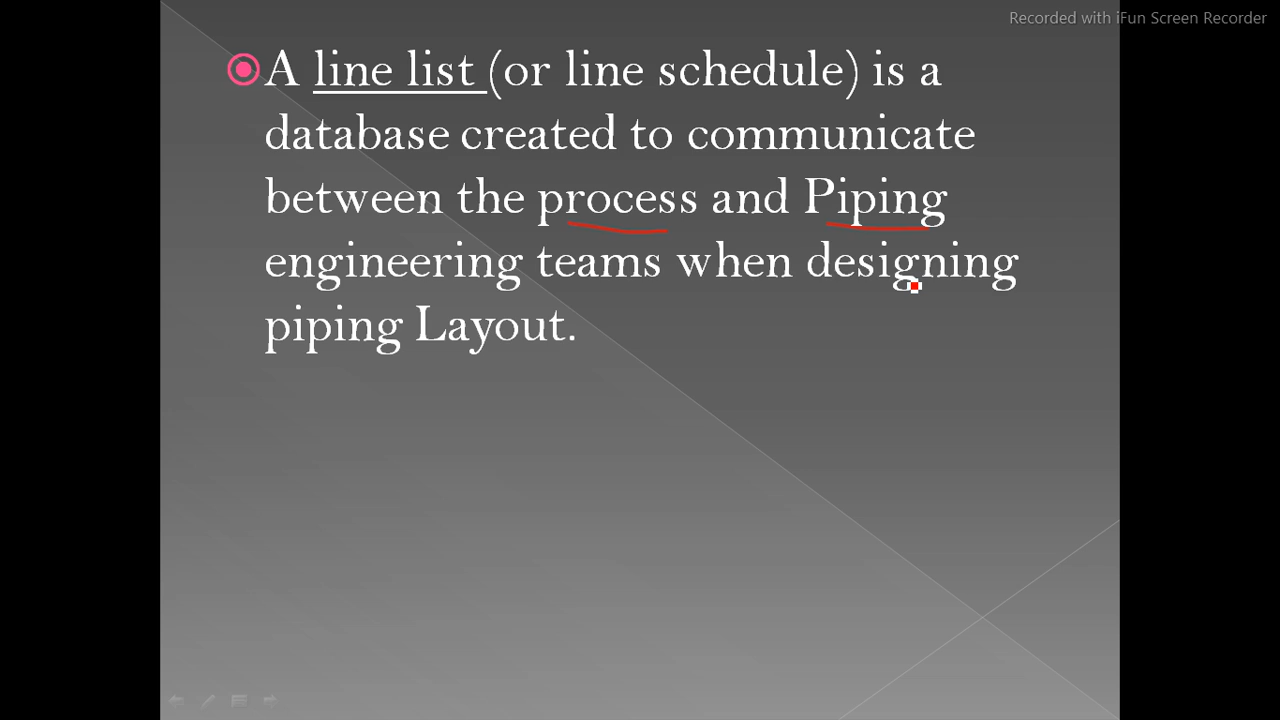 Recorded with iFun Screen Recorder
A line list (or line schedule) is a
database created to communicate
between the process and Piping
engineering teams when designing
piping Layout.